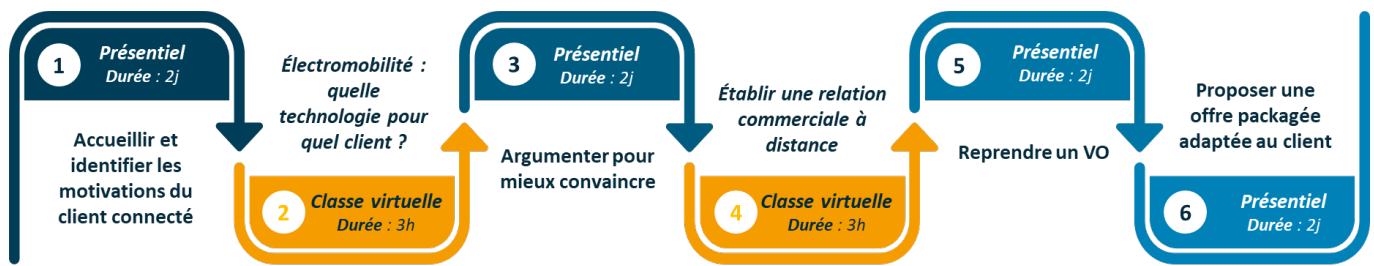 1
Présentiel
Durée : 2j
Accueillir et
identifier les
motivations du
client connecté
Électromobilité :
quelle
technologie pour
quel client ?
2
Classe virtuelle
Durée : 3h
3
Présentiel
Durée : 2j
Argumenter pour
mieux convaincre
Établir une relation
commerciale à
distance
4
Classe virtuelle
Durée : 3h
5
Présentiel
Durée : 2j
Reprendre un VO
Proposer une
offre packagée
adaptée au client
6
Présentiel
Durée : 2j